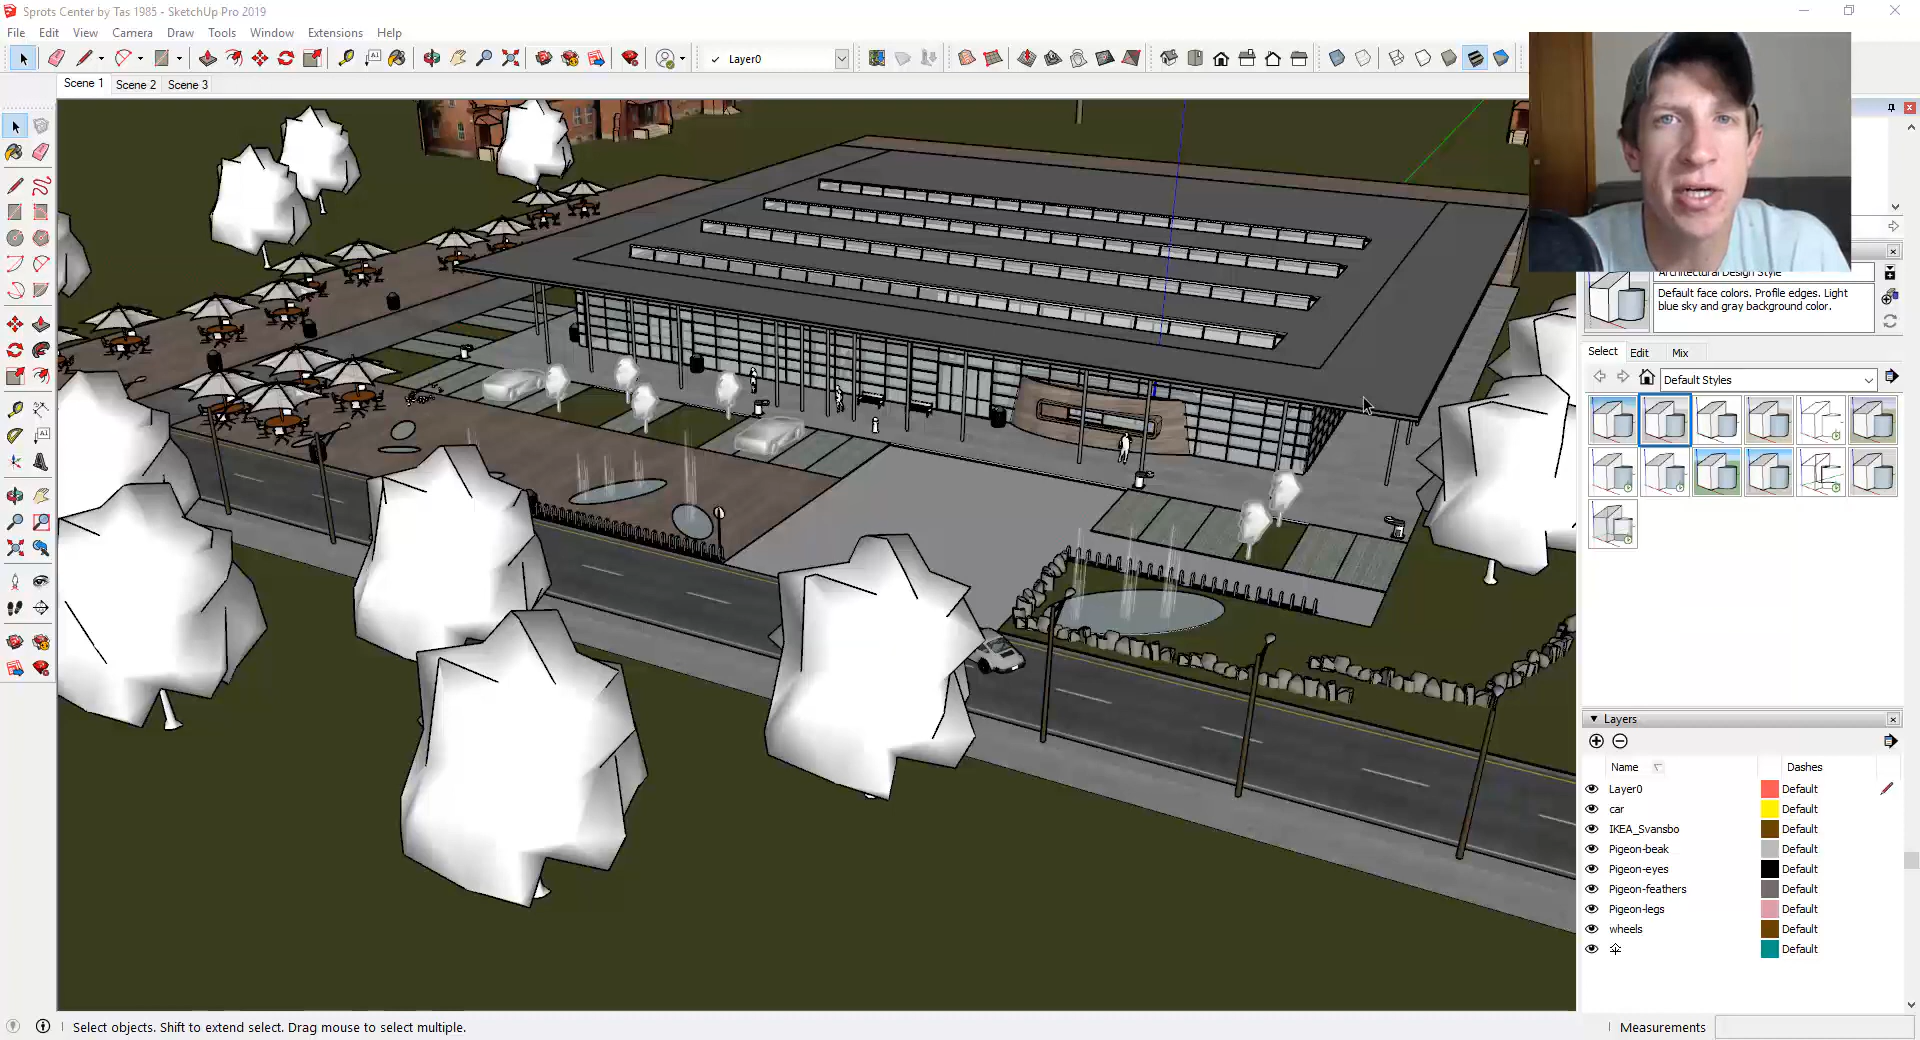 Sprots Center by Tas 1985 - SketchUp Pro 2019
File Edit View Camera Draw Tools Window Extensions Help
Layer0
Scene 1 Scene 2 Scene 3
Architectural Design Style
Default face colors. Profile edges. Light
blue sky and gray background color.
Select Edit Mix
Default Styles
Layers
Name Dashes
Layer0 Default
car Default
IKEA_Svansbo Default
Pigeon-beak Default
Pigeon-eyes Default
Pigeon-feathers Default
Pigeon-legs Default
wheels Default
Default
Select objects. Shift to extend select. Drag mouse to select multiple.
Measurements